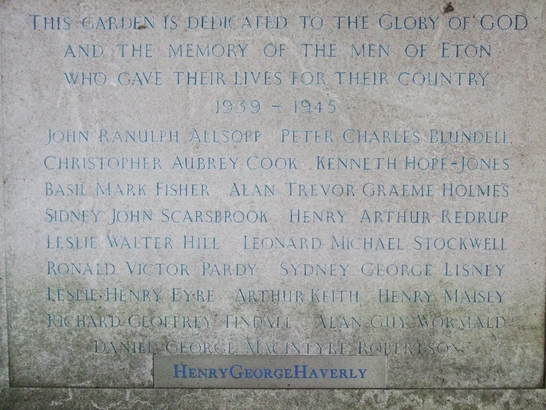 THIS GARDEN IS DEDICATED TO THE GLORY OF GOD
AND THE MEMORY OF THE MEN OF ETON
WHO GAVE THEIR LIVES FOR THEIR COUNTRY
1939 - 1945
JOHN RANULPH ALLSOPP PETER CHARLES BLUNDELL
CHRISTOPHER AUBREY COOK KENNETH HOPE-JONES
BASIL MARK FISHER ALAN TREVOR GRAEME HOLMES
SIDNEY JOHN SCARSBROOK HENRY ARTHUR REDRUP
LESLIE WALTER HILL LEONARD MICHAEL STOCKWELL
RONALD VICTOR PARDY SYDNEY GEORGE LISNEY
LESLIE HENRY EYRE ARTHUR KEITH HENRY MAISEY
RICHARD GEOFFREY TINDALL ALAN GUY WORMALD
DANIEL GEORGE MACINTYRE ROBERTSON
HENRYGEORGEHAVERLY